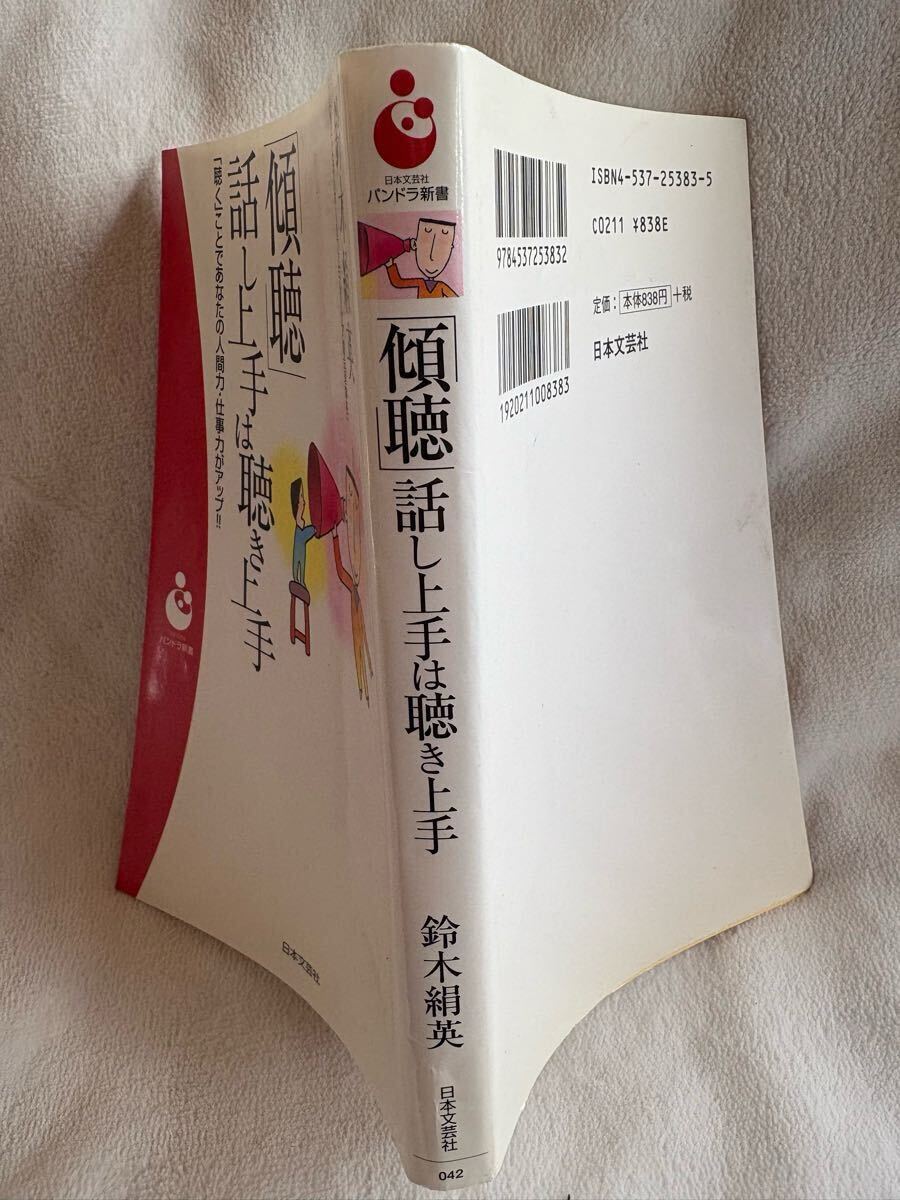 「傾聴」
話し上手は聴き上手
「聴く」ことであなたの人間力・仕事力がアップ!!
パンドラ新書
日本文芸社
日本文芸社
パンドラ新書
「傾聴」話し上手は聴き上手
鈴木絹英
日本文芸社
042
9784537253832
1920211008383
ISBN4-537-25383-5
C0211 ¥838E
定価：本体838円+税
日本文芸社